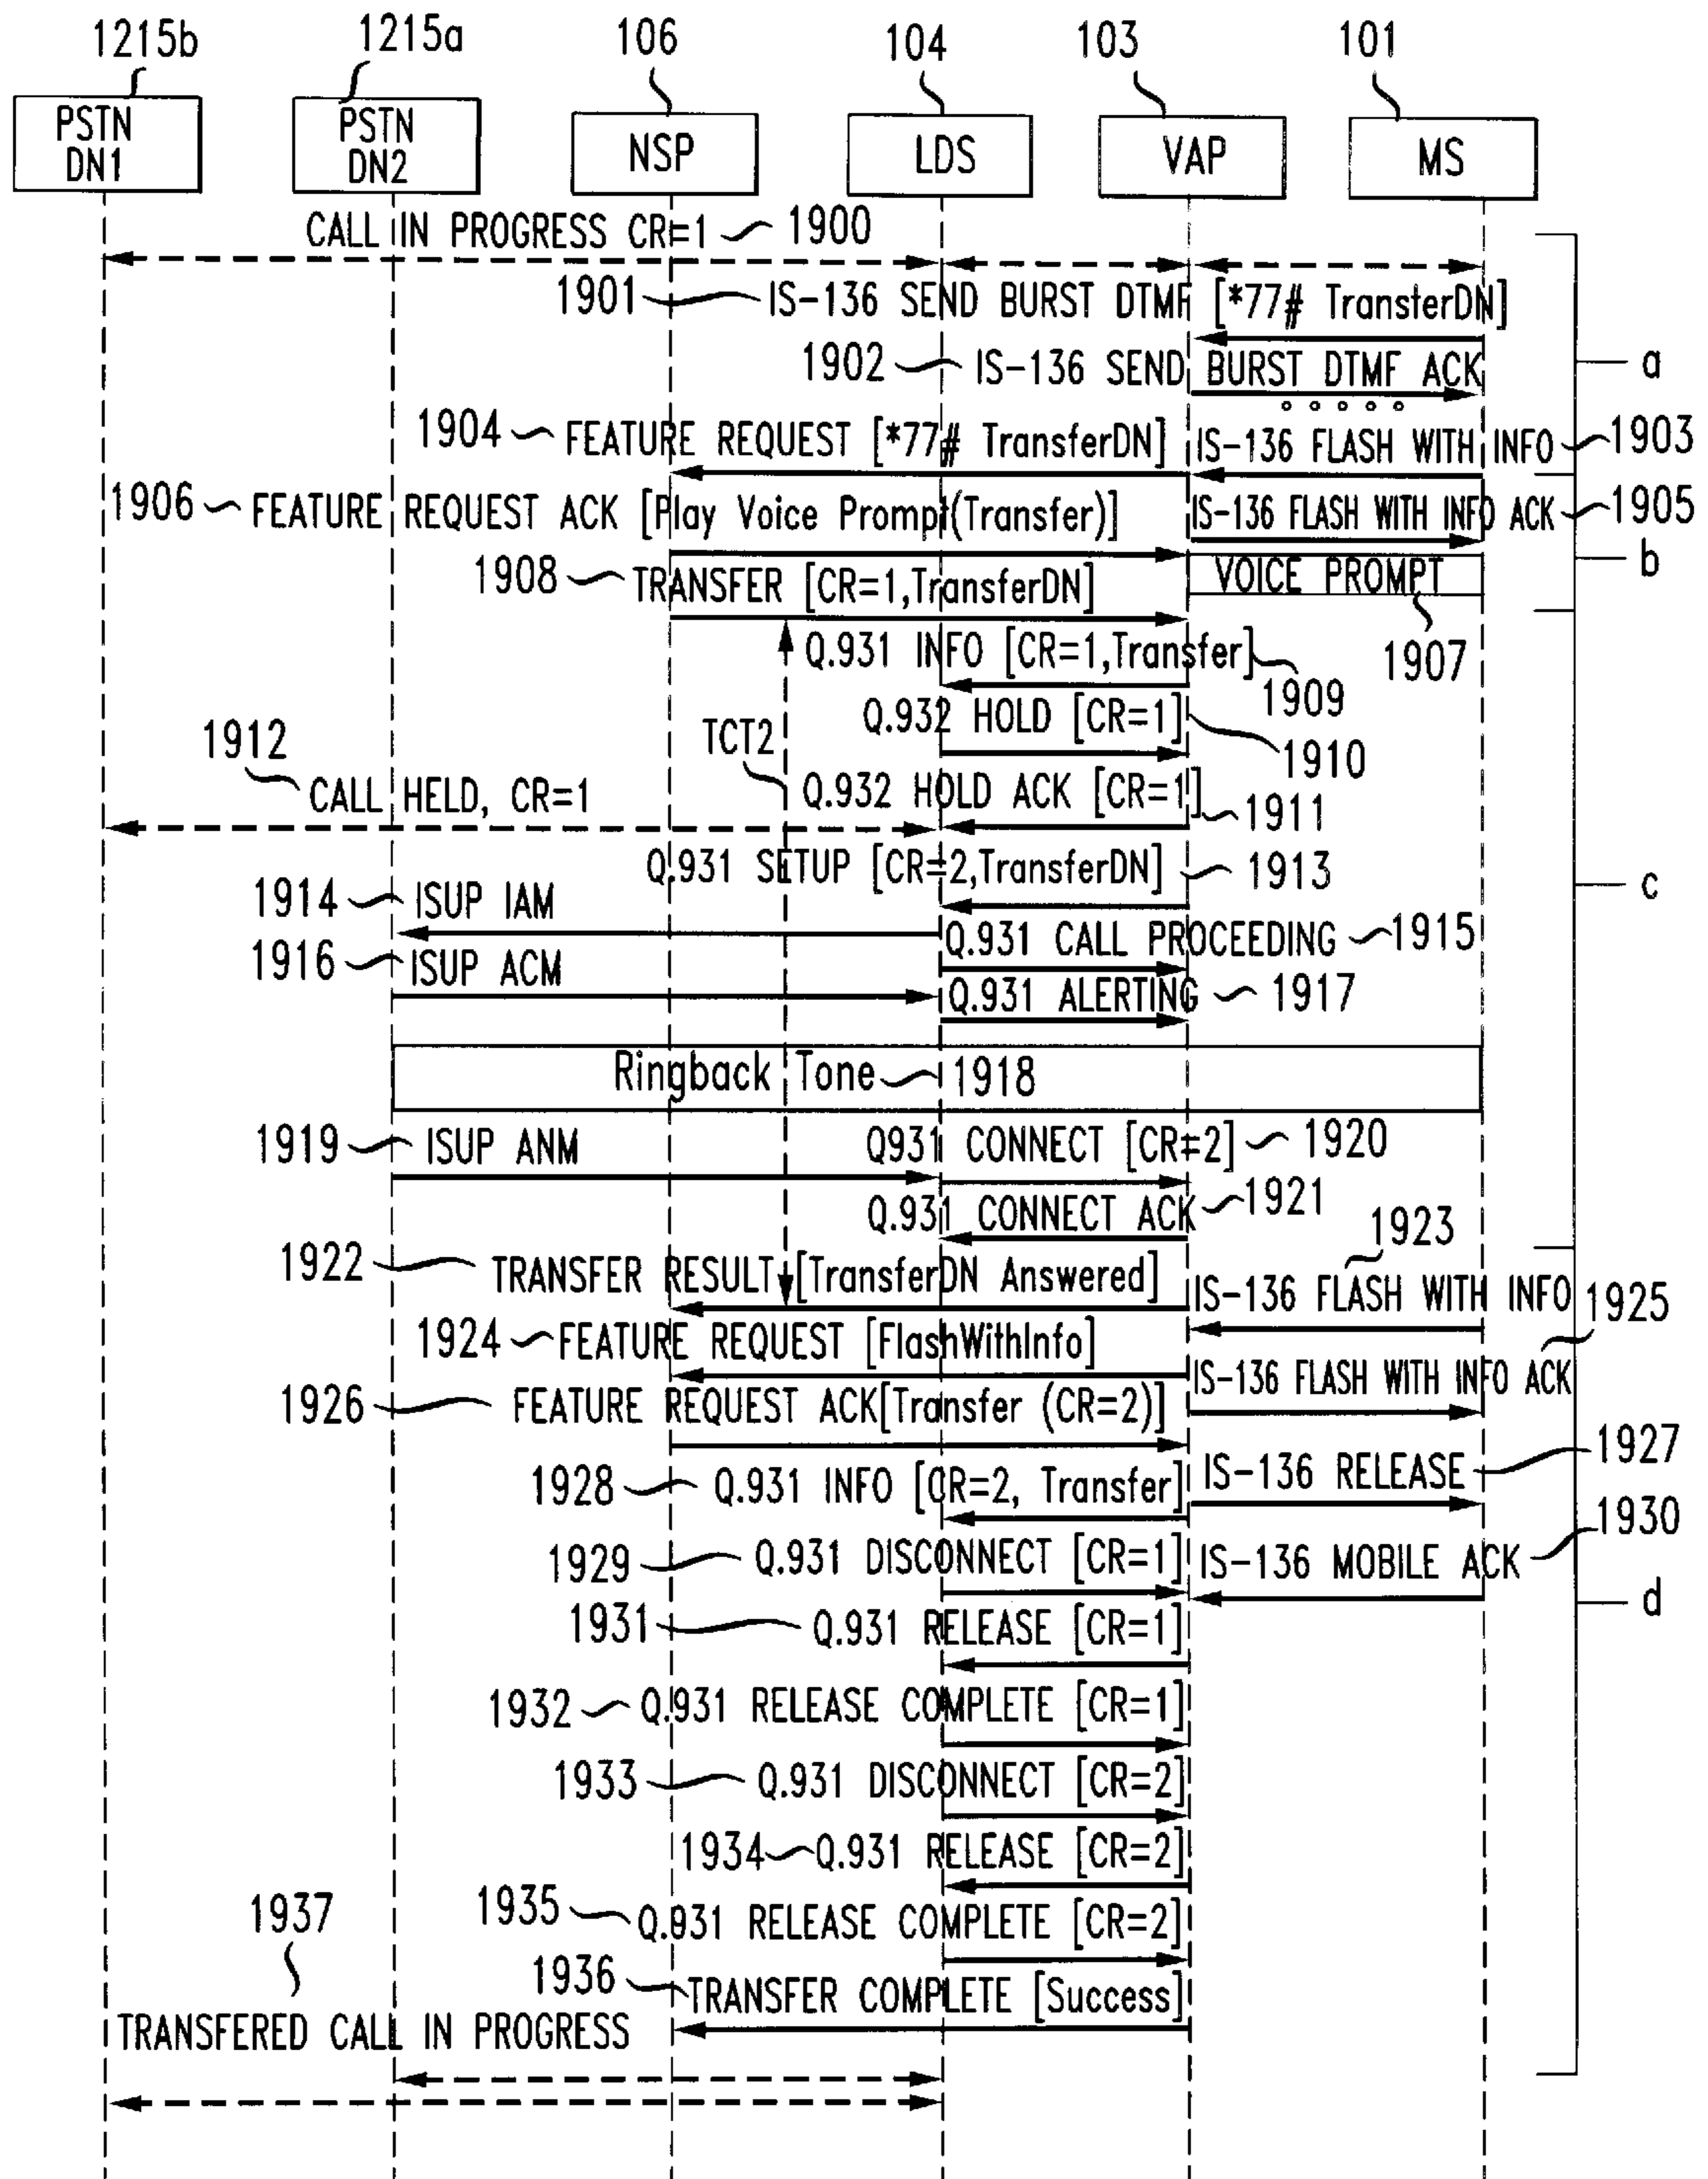 1215b
1215a
106
104
103
101
PSTN
DN1
PSTN
DN2
NSP
LDS
VAP
MS
CALL IN PROGRESS CR=1
1900
1901
IS-136 SEND BURST DTMF [*77# TransferDN]
1902
IS-136 SEND BURST DTMF ACK
a
1904
FEATURE REQUEST [*77# TransferDN]
IS-136 FLASH WITH INFO
1903
1906
FEATURE REQUEST ACK [Play Voice Prompt(Transfer)]
IS-136 FLASH WITH INFO ACK
1905
b
1908
TRANSFER [CR=1,TransferDN]
VOICE PROMPT
1907
Q.931 INFO [CR=1,Transfer]
1909
Q.932 HOLD [CR=1]
1910
TCT2
1912
CALL HELD, CR=1
Q.932 HOLD ACK [CR=1]
1911
Q.931 SETUP [CR=2,TransferDN]
1913
c
1914
ISUP IAM
Q.931 CALL PROCEEDING
1915
1916
ISUP ACM
Q.931 ALERTING
1917
Ringback Tone
1918
1919
ISUP ANM
Q931 CONNECT [CR=2]
1920
Q.931 CONNECT ACK
1921
1923
1922
TRANSFER RESULT [TransferDN Answered]
IS-136 FLASH WITH INFO
1925
1924
FEATURE REQUEST [FlashWithInfo]
IS-136 FLASH WITH INFO ACK
1926
FEATURE REQUEST ACK[Transfer (CR=2)]
1927
1928
Q.931 INFO [CR=2, Transfer]
IS-136 RELEASE
1930
1929
Q.931 DISCONNECT [CR=1]
IS-136 MOBILE ACK
d
1931
Q.931 RELEASE [CR=1]
1932
Q.931 RELEASE COMPLETE [CR=1]
1933
Q.931 DISCONNECT [CR=2]
1934
Q.931 RELEASE [CR=2]
1937
1935
Q.931 RELEASE COMPLETE [CR=2]
1936
TRANSFER COMPLETE [Success]
TRANSFERED CALL IN PROGRESS